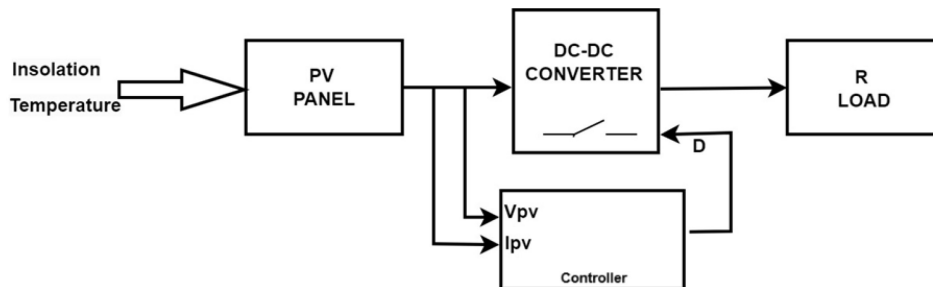 Insolation
Temperature
PV
PANEL
DC-DC
CONVERTER
R
LOAD
D
Vpv
Ipv
Controller